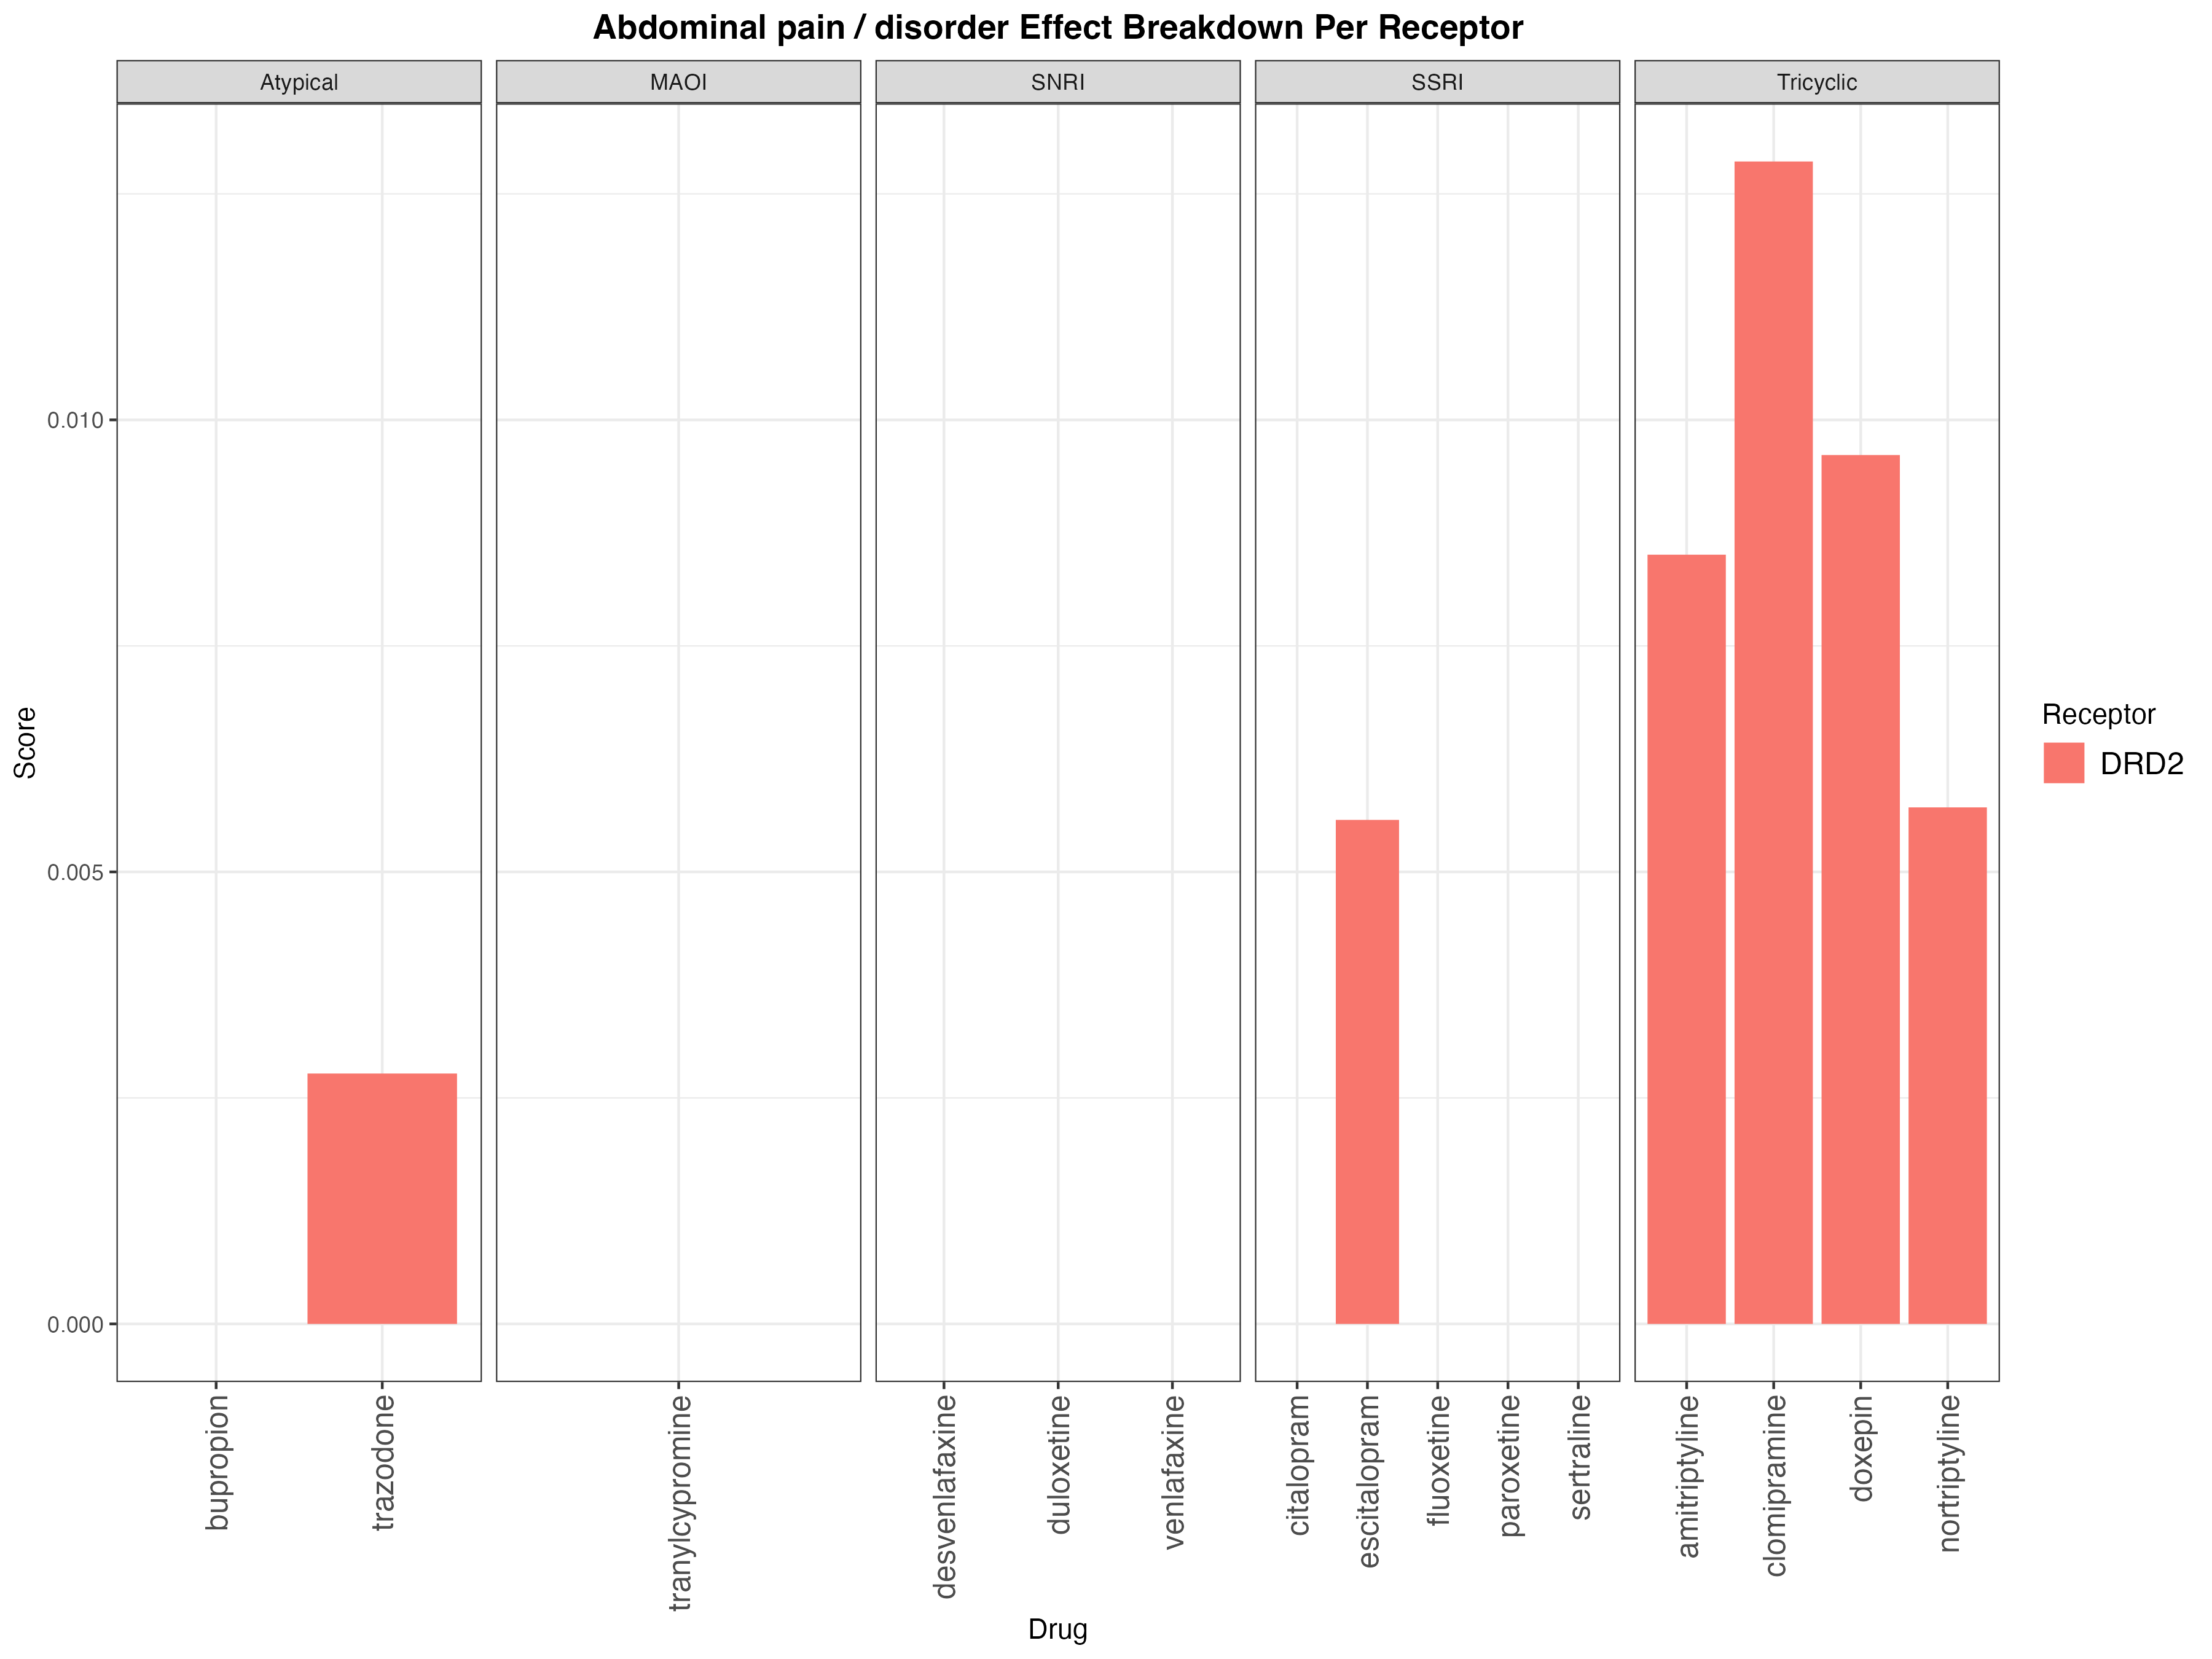 Abdominal pain / disorder Effect Breakdown Per Receptor
Atypical
MAOI
SNRI
SSRI
Tricyclic
0.010
0.005
0.000
Score
Receptor
DRD2
bupropion
trazodone
tranylcypromine
desvenlafaxine
duloxetine
venlafaxine
citalopram
escitalopram
fluoxetine
paroxetine
sertraline
amitriptyline
clomipramine
doxepin
nortriptyline
Drug